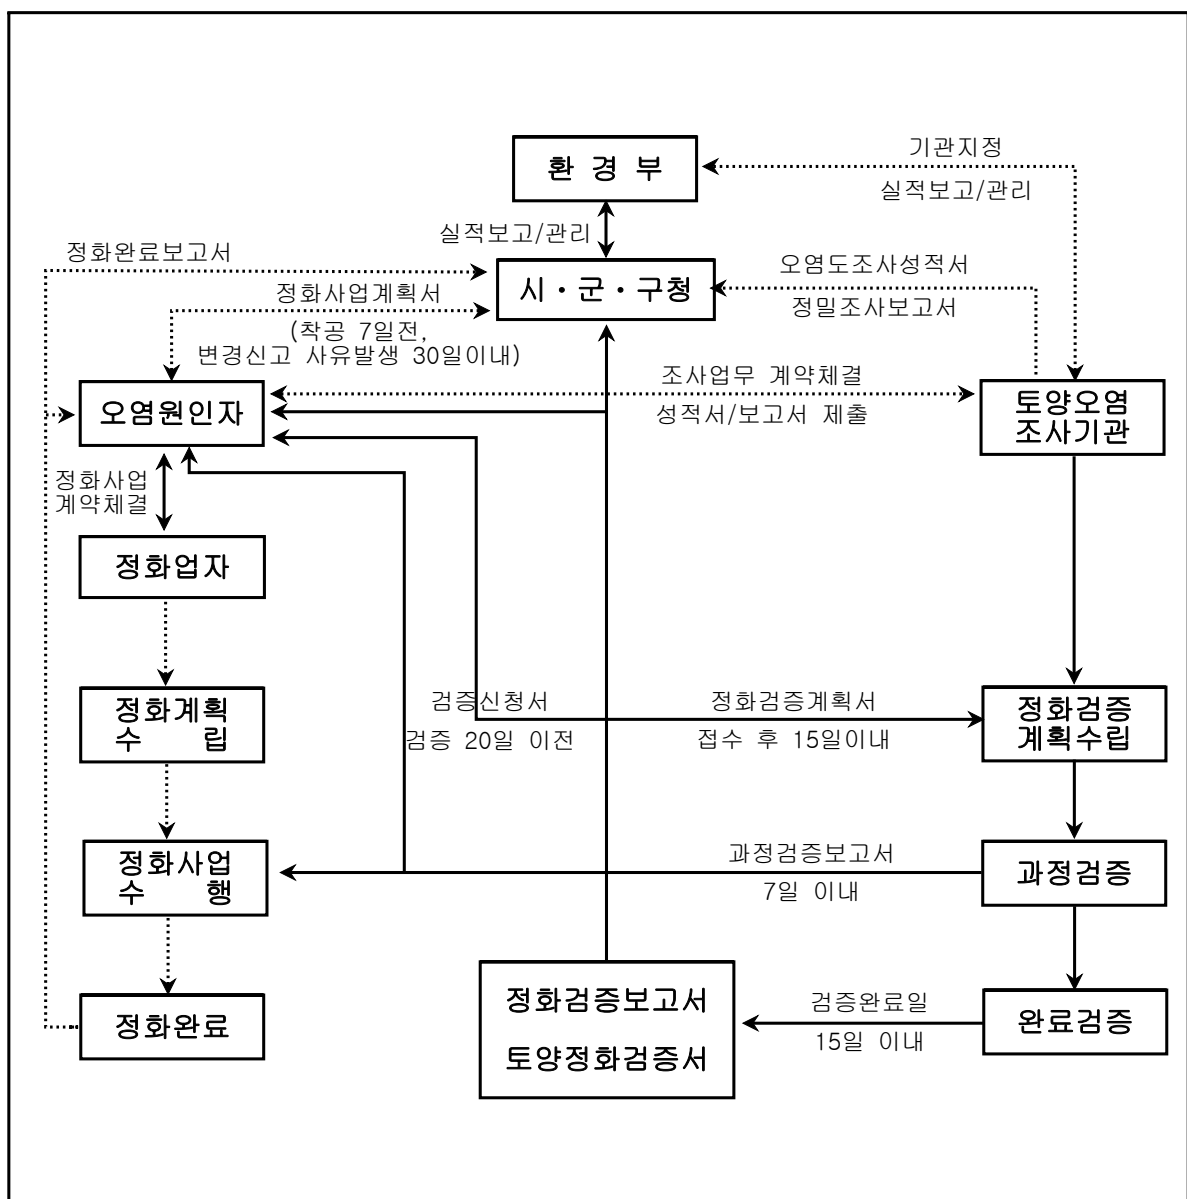 환 경 부
기관지정
실적보고/관리
실적보고/관리
정화완료보고서
시·군·구청
오염도조사성적서
정밀조사보고서
정화사업계획서
(착공 7일전,
변경신고 사유발생 30일이내)
오염원인자
조사업무 계약체결
성적서/보고서 제출
토양오염
조사기관
정화사업
계약체결
정화업자
정화계획
수 립
검증신청서
검증 20일 이전
정화검증계획서
접수 후 15일이내
정화검증
계획수립
정화사업
수 행
과정검증보고서
7일 이내
과정검증
정화완료
정화검증보고서
토양정화검증서
검증완료일
15일 이내
완료검증